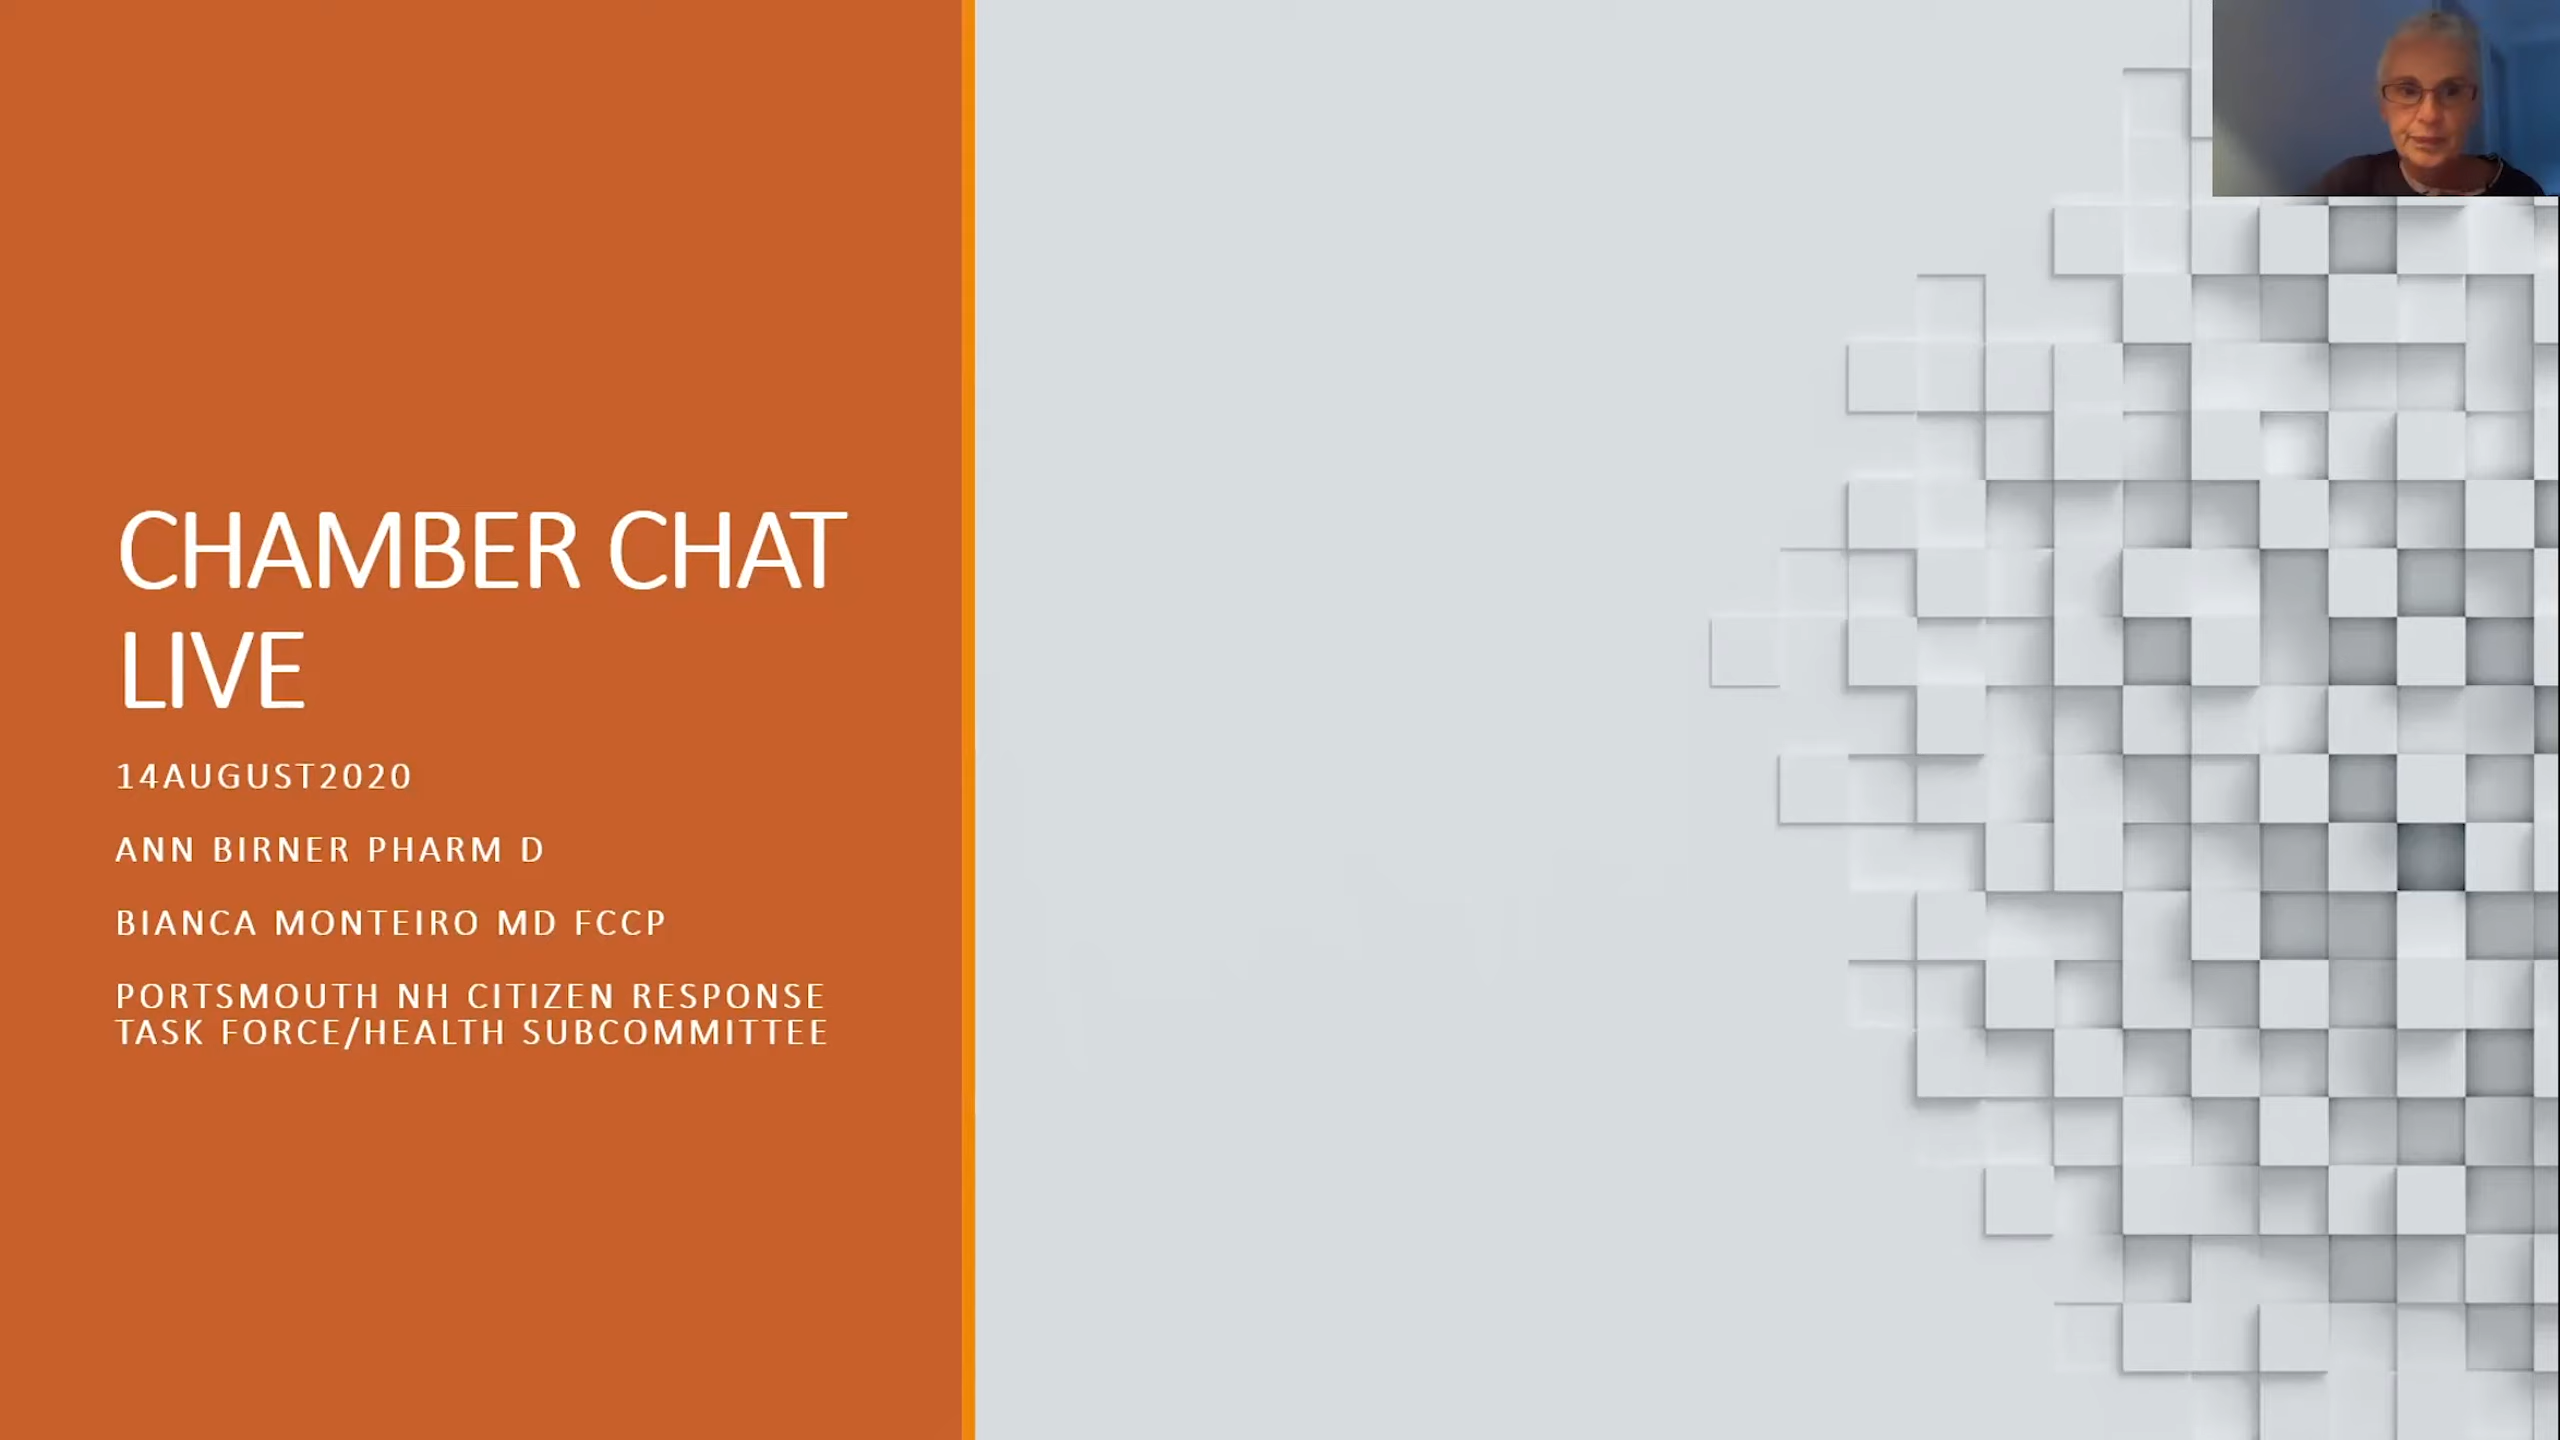 CHAMBER CHAT
LIVE
14AUGUST2020
ANN BIRNER PHARM D
BIANCA MONTEIRO MD FCCP
PORTSMOUTH NH CITIZEN RESPONSE
TASK FORCE/HEALTH SUBCOMMITTEE